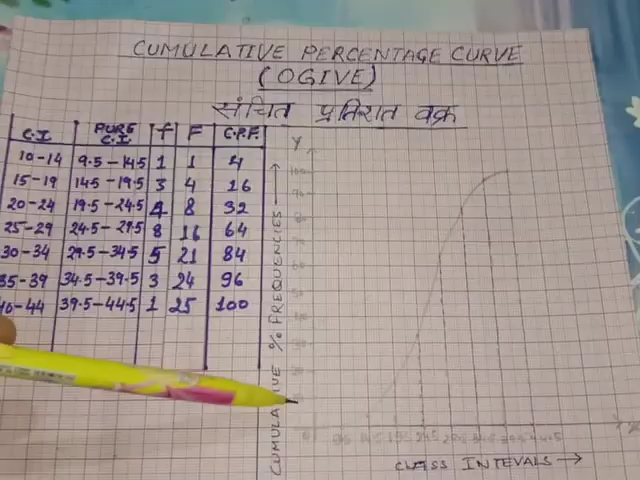 CUMULATIVE PERCENTAGE CURVE
(OGIVE)
संचित प्रतिशत वक्र
C.I PURE C.I f F C.P.F.
10-14 9.5-14.5 1 1 4
15-19 14.5-19.5 3 4 16
20-24 19.5-24.5 4 8 32
25-29 24.5-29.5 8 16 64
30-34 29.5-34.5 5 21 84
35-39 34.5-39.5 3 24 96
40-44 39.5-44.5 1 25 100
Y
100
CUMULATIVE % FREQUENCIES
CLASS INTEVALS